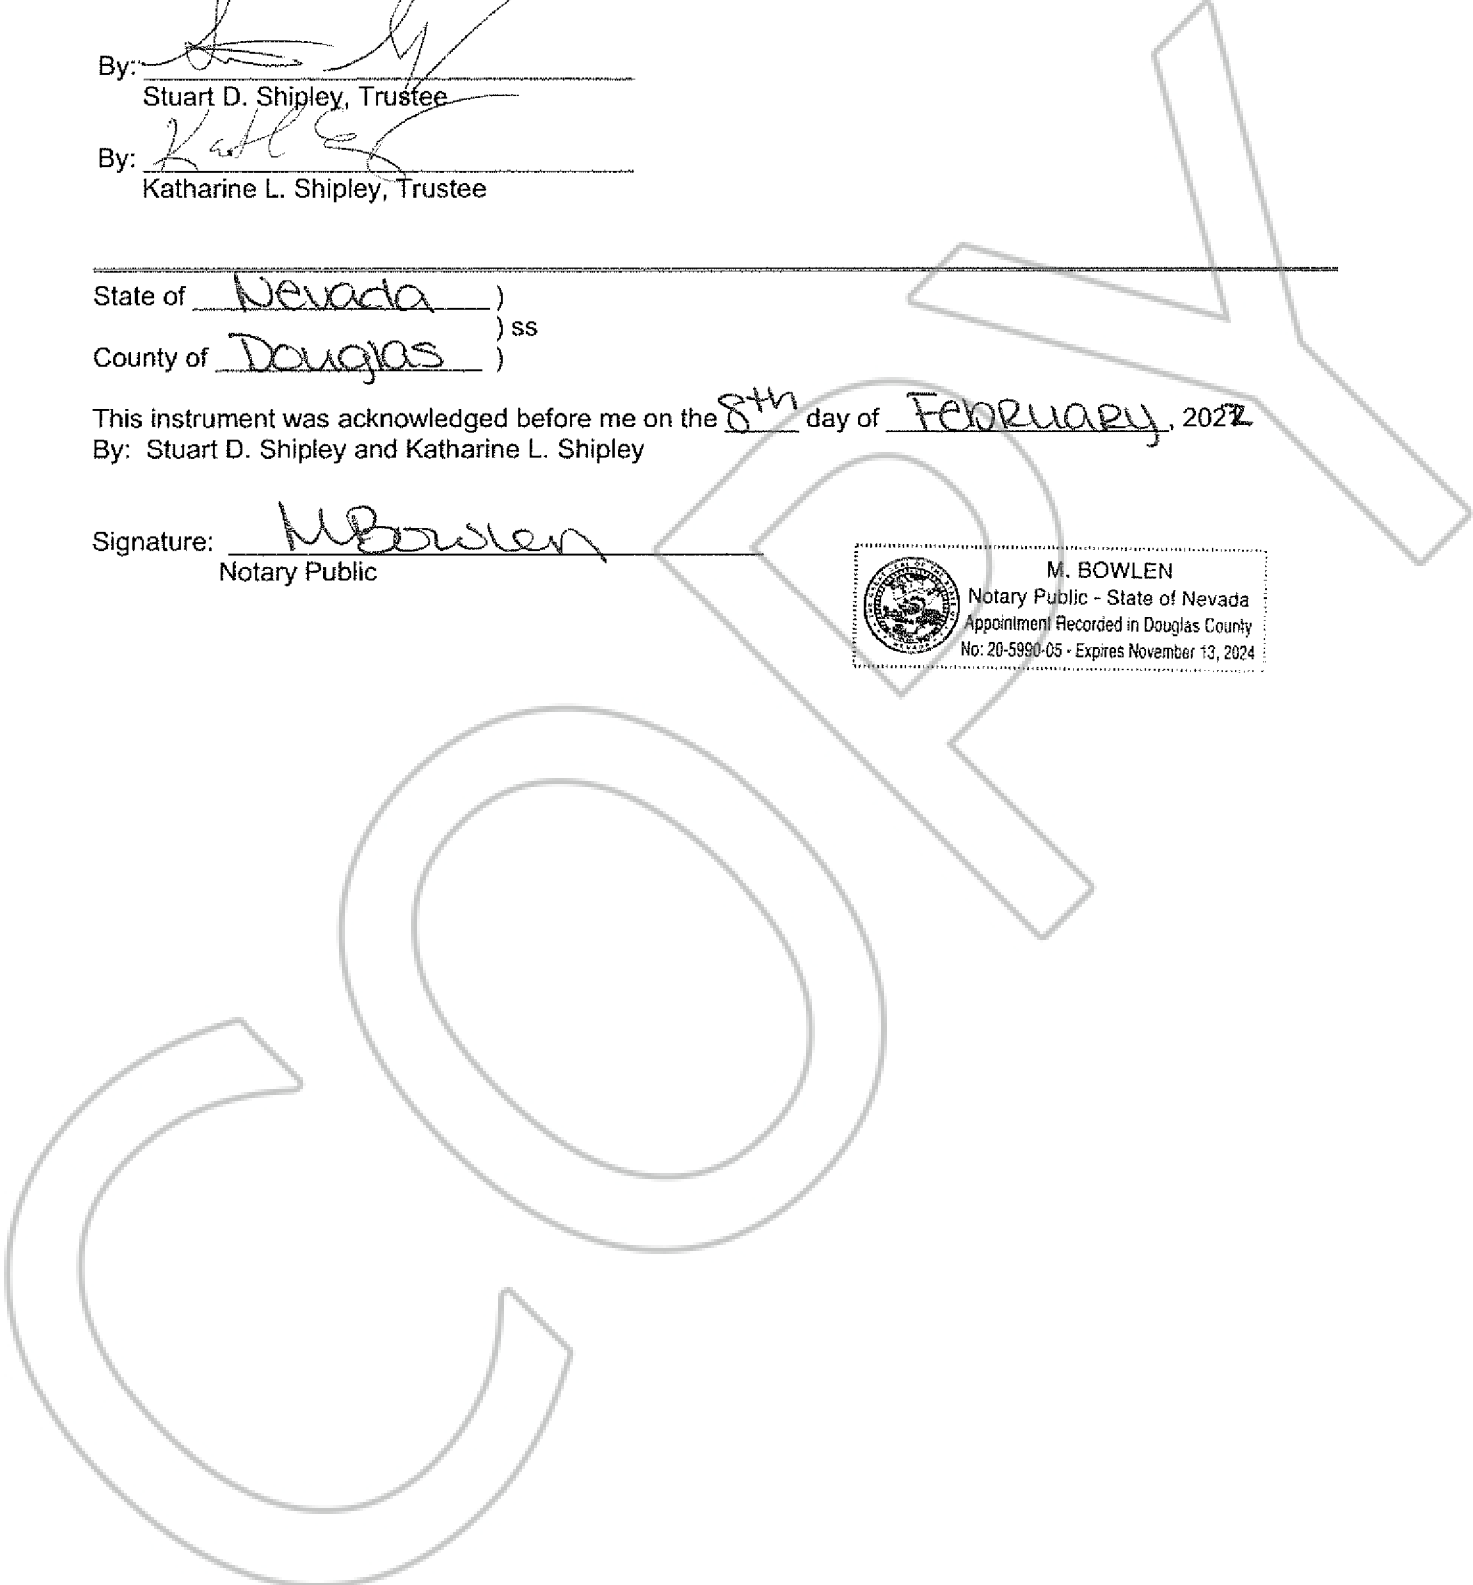 By:
Stuart D. Shipley, Trustee
By:
Katharine L. Shipley, Trustee
State of Nevada )
) ss
County of Douglas )
This instrument was acknowledged before me on the 8th day of February, 2022
By: Stuart D. Shipley and Katharine L. Shipley
Signature: MBowlen
Notary Public
M. BOWLEN
Notary Public - State of Nevada
Appointment Recorded in Douglas County
No: 20-5990-05 - Expires November 13, 2024
COPY